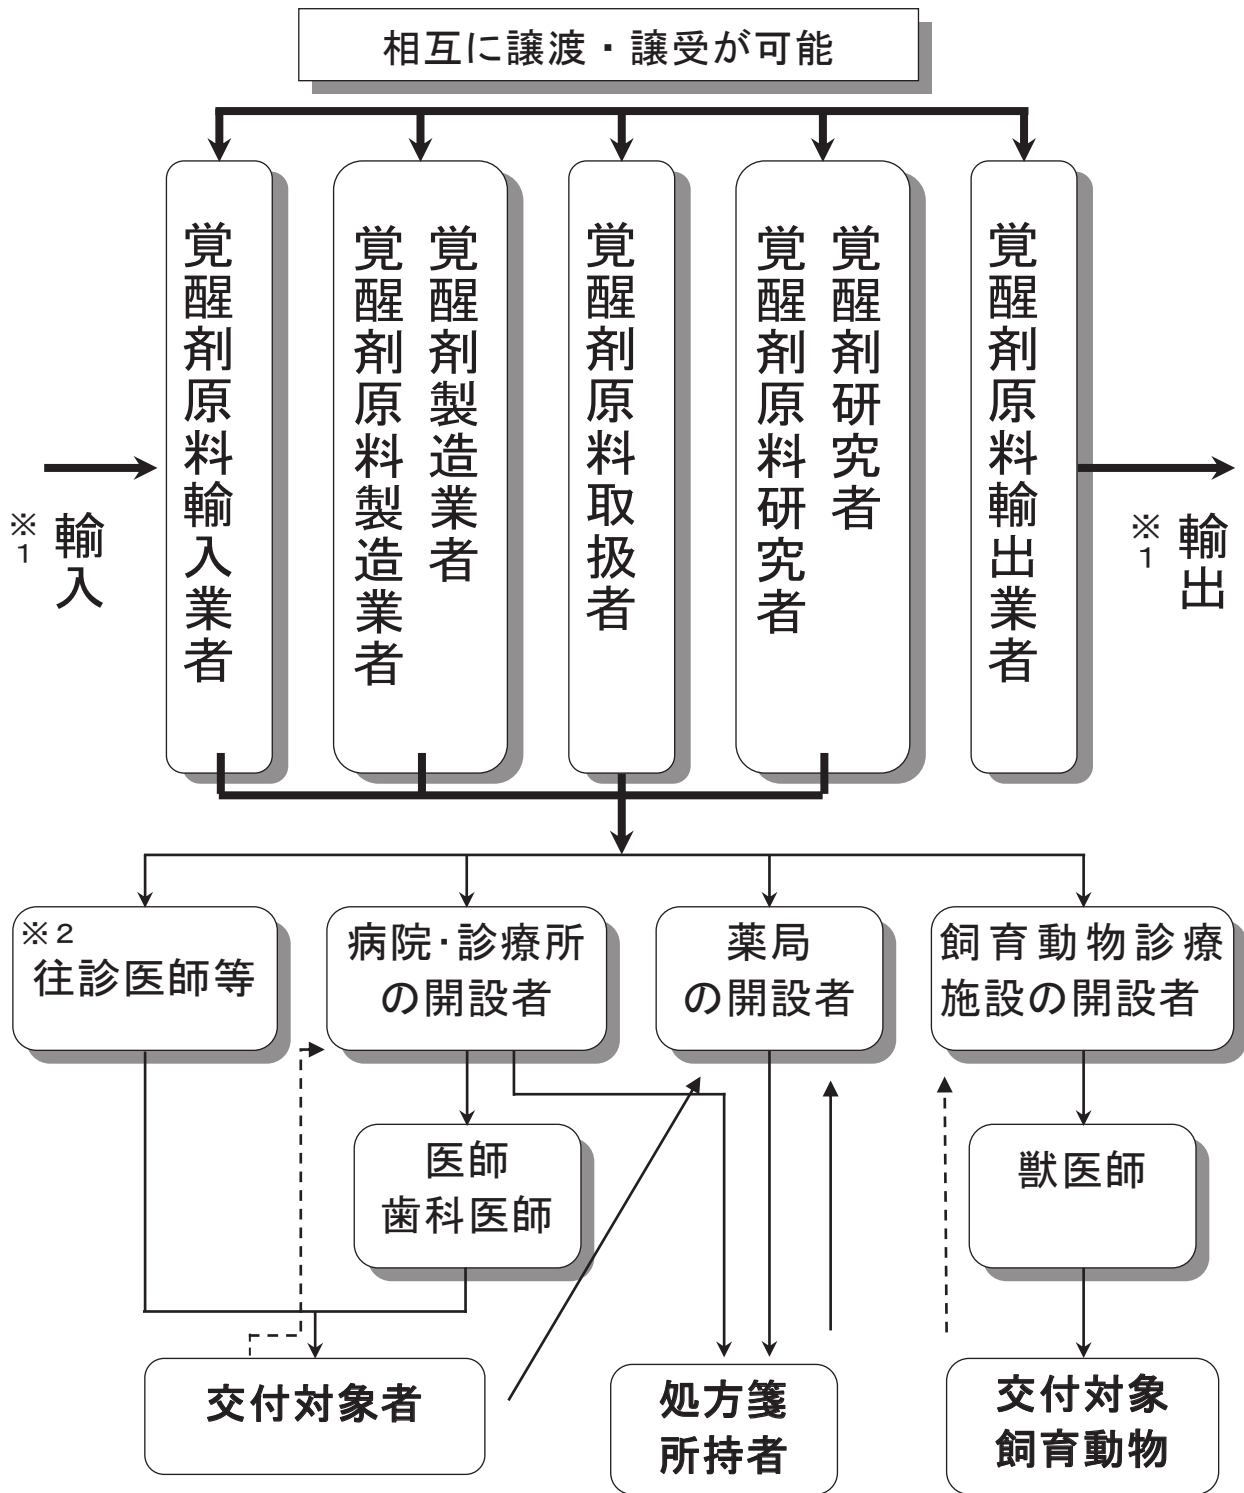 相互に譲渡・譲受が可能
覚醒剤原料輸入業者
覚醒剤製造業者
覚醒剤原料製造業者
覚醒剤原料取扱者
覚醒剤研究者
覚醒剤原料研究者
覚醒剤原料輸出業者
輸入
※1
輸出
※1
※2
往診医師等
病院・診療所
の開設者
薬局
の開設者
飼育動物診療
施設の開設者
医師
歯科医師
獣医師
交付対象者
処方箋
所持者
交付対象
飼育動物